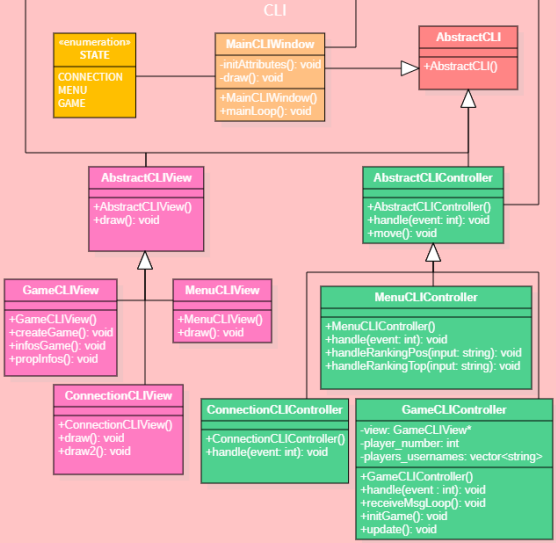 CLI
«enumeration»
STATE
CONNECTION
MENU
GAME
MainCLIWindow
-initAttributes(): void
-draw(): void
+MainCLIWindow()
+mainLoop(): void
AbstractCLI
+AbstractCLI()
AbstractCLIView
+AbstractCLIView()
+draw(): void
AbstractCLIController
+AbstractCLIController()
+handle(event: int): void
+move(): void
GameCLIView
+GameCLIView()
+createGame(): void
+infosGame(): void
+propInfos(): void
MenuCLIView
+MenuCLIView()
+draw(): void
MenuCLIController
+MenuCLIController()
+handle(event: int): void
+handleRankingPos(input: string): void
+handleRankingTop(input: string): void
ConnectionCLIView
+ConnectionCLIView()
+draw(): void
+draw2(): void
ConnectionCLIController
+ConnectionCLIController()
+handle(event: int): void
GameCLIController
-view: GameCLIView*
-player_number: int
-players_usernames: vector<string>
+GameCLIController()
+handle(event : int): void
+receiveMsgLoop(): void
+initGame(): void
+update(): void